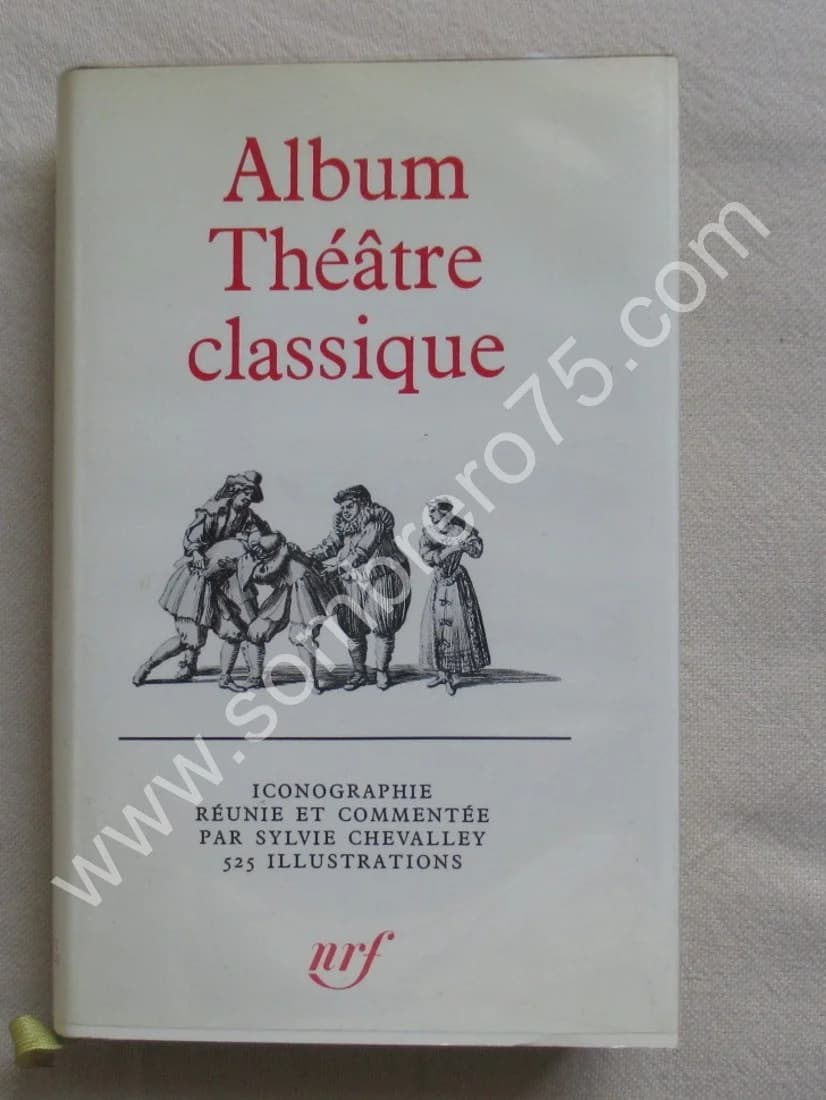 Album
Théâtre
classique
ICONOGRAPHIE
RÉUNIE ET COMMENTÉE
PAR SYLVIE CHEVALLEY
525 ILLUSTRATIONS
nrf
www.sombrero75.com